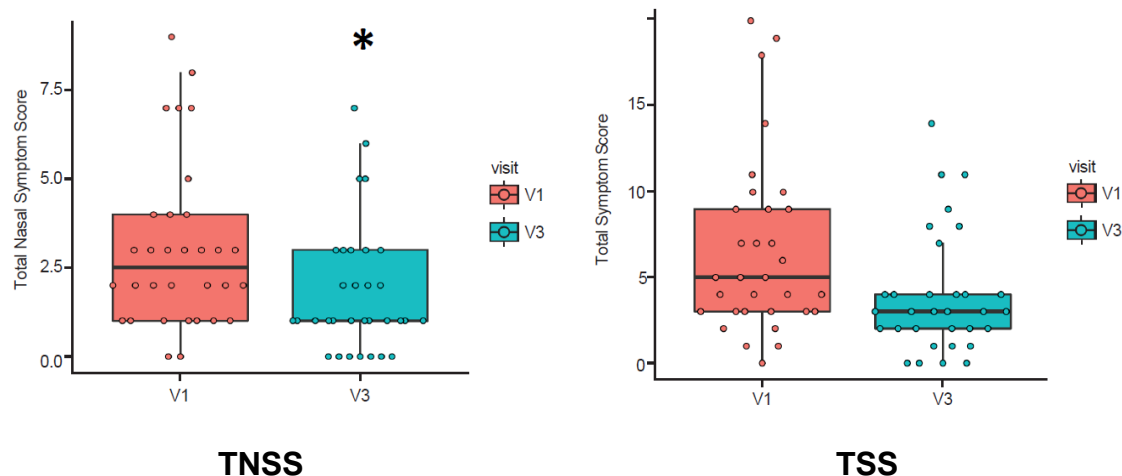 *
7.5
5.0
2.5
0.0
Total Nasal Symptom Score
V1
V3
visit
V1
V3
TNSS
15
10
5
0
Total Symptom Score
V1
V3
visit
V1
V3
TSS